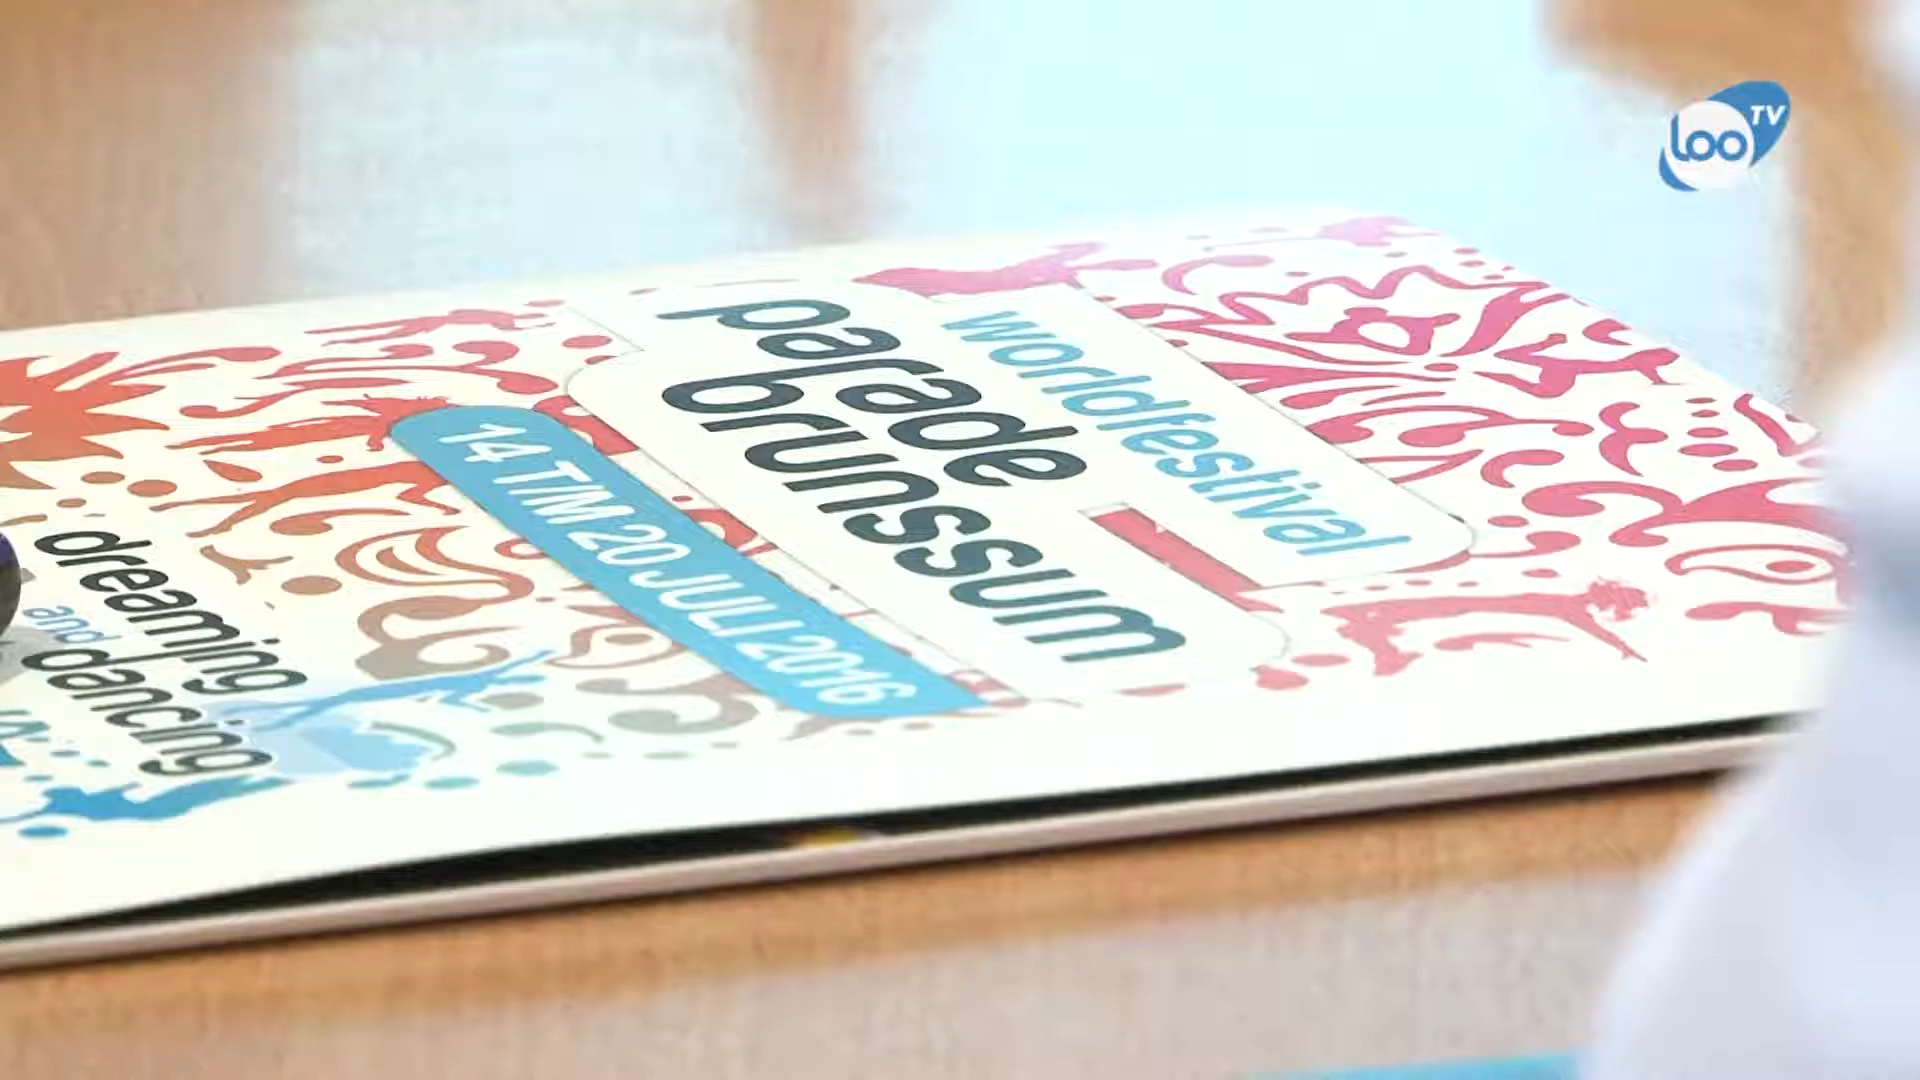 worldfestival
parade
brunssum
14 T/M 20 JULI 2016
dreaming
and
dancing
Loo TV